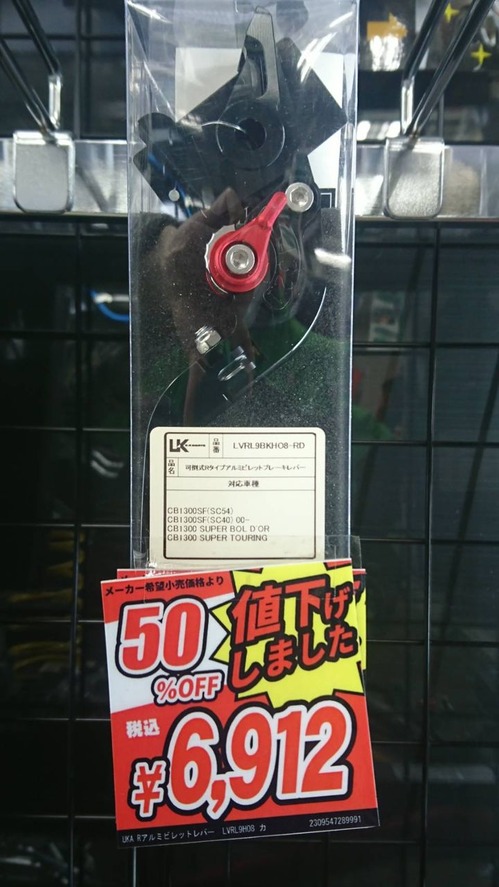 UK
品番
LVRL9BKHO8-RD
品名
可倒式Rタイプアルミビレットブレーキレバー
対応車種
CB1300SF(SC54)
CB1300SF(SC40) 00-
CB1300 SUPER BOL D'OR
CB1300 SUPER TOURING
メーカー希望小売価格より
50%OFF
値下げしました
税込
¥6,912
UKA Rアルミビレットレバー LVRL9H08 カ
2309547289991